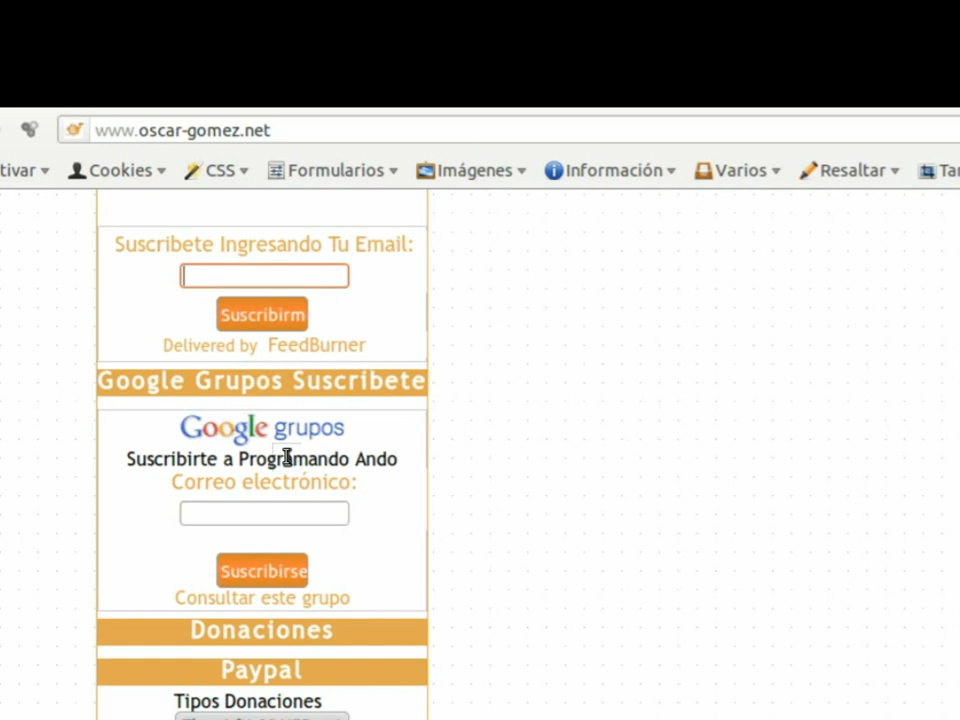 www.oscar-gomez.net
tivar Cookies CSS Formularios Imágenes Información Varios Resaltar
Suscribete Ingresando Tu Email:
Suscribirm
Delivered by FeedBurner
Google Grupos Suscribete
Google grupos
Suscribirte a Programando Ando
Correo electrónico:
Suscribirse
Consultar este grupo
Donaciones
Paypal
Tipos Donaciones